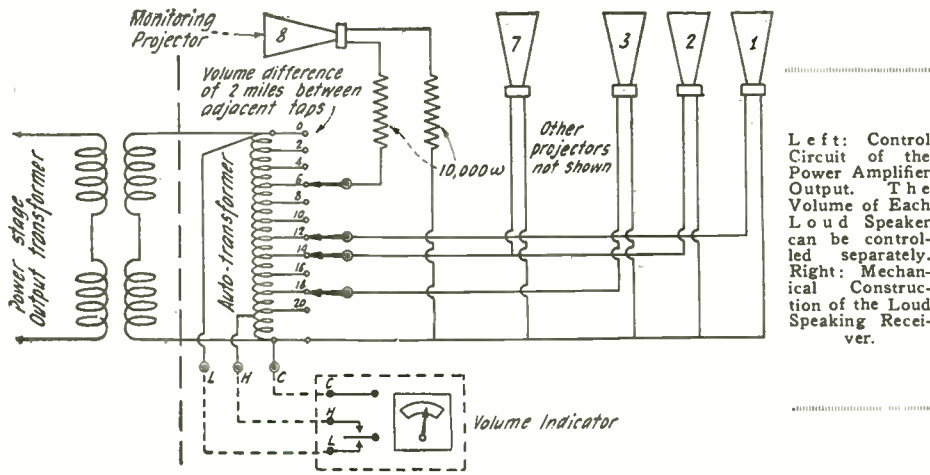 Monitoring
Projector
8
7
3
2
1
Volume difference
of 2 miles between
adjacent taps
Other
projectors
not shown
10,000 ω
0
2
4
6
8
10
12
14
16
18
20
Power stage
Output transformer
Auto-transformer
L
H
C
C
H
L
Volume Indicator
Left: Control
Circuit of the
Power Amplifier
Output. The
Volume of Each
Loud Speaker
can be control-
led separately.
Right: Mechan-
ical Construc-
tion of the Loud
Speaking Recei-
ver.